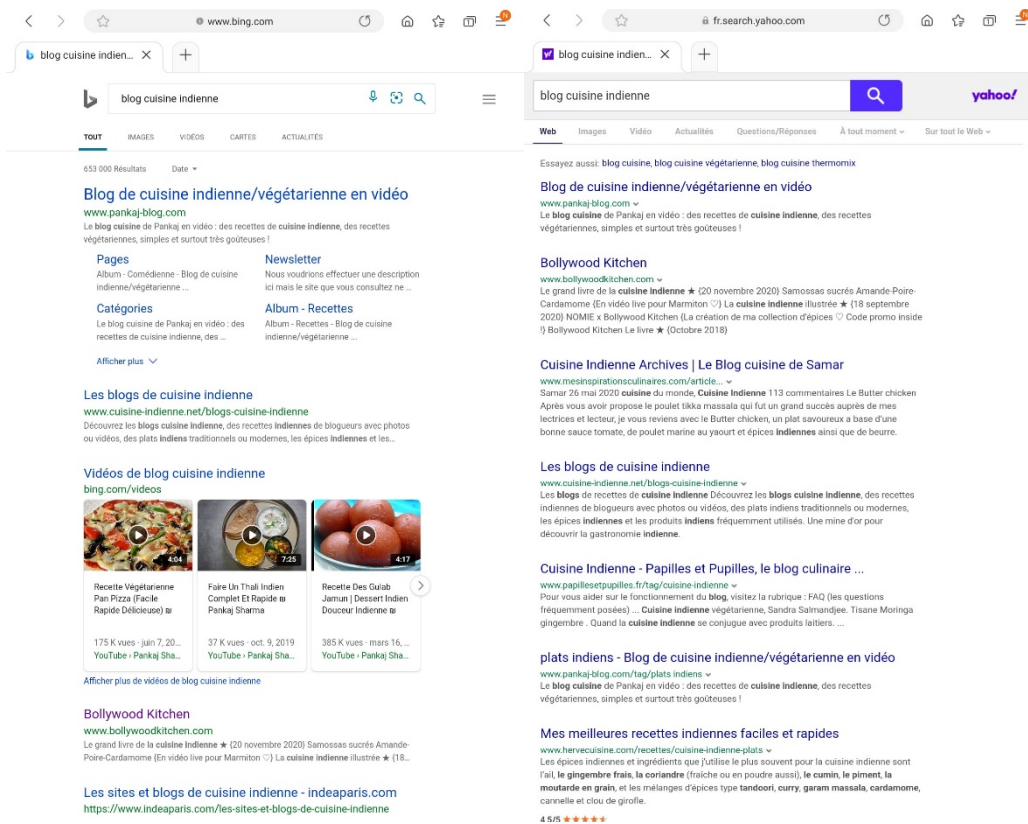 www.bing.com
N
blog cuisine indien...
blog cuisine indienne
TOUT IMAGES VIDÉOS CARTES ACTUALITÉS
653 000 Résultats Date
Blog de cuisine indienne/végétarienne en vidéo
www.pankaj-blog.com
Le blog cuisine de Pankaj en vidéo : des recettes de cuisine indienne, des recettes
végétariennes, simples et surtout très goûteuses !
Pages
Album - Comédienne - Blog de cuisine
indienne/végétarienne ...
Newsletter
Nous voudrions effectuer une description
ici mais le site que vous consultez ne ...
Catégories
Le blog cuisine de Pankaj en vidéo : des
recettes de cuisine indienne, des ...
Album - Recettes
Album - Recettes - Blog de cuisine
indienne/végétarienne ...
Afficher plus
Les blogs de cuisine indienne
www.cuisine-indienne.net/blogs-cuisine-indienne
Découvrez les blogs cuisine indienne, des recettes indiennes de blogueurs avec photos
ou vidéos, des plats indiens traditionnels ou modernes, les épices indiennes et les...
Vidéos de blog cuisine indienne
bing.com/videos
4:04
Recette Végétarienne
Pan Pizza (Facile
Rapide Délicieuse)
175 K vues · juin 7, 20...
YouTube › Pankaj Sha...
7:25
Faire Un Thali Indien
Complet Et Rapide
Pankaj Sharma
37 K vues · oct. 9, 2019
YouTube › Pankaj Sha...
4:17
Recette Des Gulab
Jamun | Dessert Indien
Douceur Indienne
385 K vues · mars 16, ...
YouTube › Pankaj Sha...
Afficher plus de vidéos de blog cuisine indienne
Bollywood Kitchen
www.bollywoodkitchen.com
Le grand livre de la cuisine indienne ★ {20 novembre 2020} Samossas sucrés Amande-
Poire-Cardamome {En vidéo live pour Marmiton ♡} La cuisine indienne illustrée ★ {18...
Les sites et blogs de cuisine indienne - indeaparis.com
https://www.indeaparis.com/les-sites-et-blogs-de-cuisine-indienne
fr.search.yahoo.com
N
blog cuisine indien...
blog cuisine indienne
yahoo!
Web Images Vidéo Actualités Questions/Réponses À tout moment Sur tout le Web
Essayez aussi: blog cuisine, blog cuisine végétarienne, blog cuisine thermomix
Blog de cuisine indienne/végétarienne en vidéo
www.pankaj-blog.com
Le blog cuisine de Pankaj en vidéo : des recettes de cuisine indienne, des recettes
végétariennes, simples et surtout très goûteuses !
Bollywood Kitchen
www.bollywoodkitchen.com
Le grand livre de la cuisine indienne ★ {20 novembre 2020} Samossas sucrés Amande-Poire-
Cardamome {En vidéo live pour Marmiton ♡} La cuisine indienne illustrée ★ {18 septembre
2020} NOMIE x Bollywood Kitchen {La création de ma collection d'épices ♡ Code promo inside
!} Bollywood Kitchen Le livre ★ {Octobre 2018}
Cuisine Indienne Archives | Le Blog cuisine de Samar
www.mesinspirationsculinaires.com/article...
Samar 26 mai 2020 cuisine du monde, Cuisine Indienne 113 commentaires Le Butter chicken
Après vous avoir propose le poulet tikka massala qui fut un grand succès auprès de mes
lectrices et lecteur, je vous reviens avec le Butter chicken, un plat savoureux a base d'une
bonne sauce tomate, de poulet marine au yaourt et épices indiennes ainsi que de beurre.
Les blogs de cuisine indienne
www.cuisine-indienne.net/blogs-cuisine-indienne
Les blogs de recettes de cuisine indienne Découvrez les blogs cuisine indienne, des recettes
indiennes de blogueurs avec photos ou vidéos, des plats indiens traditionnels ou modernes,
les épices indiennes et les produits indiens fréquemment utilisés. Une mine d'or pour
découvrir la gastronomie indienne.
Cuisine Indienne - Papilles et Pupilles, le blog culinaire ...
www.papillesetpupilles.fr/tag/cuisine-indienne
Pour vous aider sur le fonctionnement du blog, visitez la rubrique : FAQ (les questions
fréquemment posées) ... Cuisine indienne végétarienne, Sandra Salmandjee. Tisane Moringa
gingembre . Quand la cuisine indienne se conjugue avec produits laitiers. ...
plats indiens - Blog de cuisine indienne/végétarienne en vidéo
www.pankaj-blog.com/tag/plats indiens
Le blog cuisine de Pankaj en vidéo : des recettes de cuisine indienne, des recettes
végétariennes, simples et surtout très goûteuses !
Mes meilleures recettes indiennes faciles et rapides
www.hervecuisine.com/recettes/cuisine-indienne-plats
Les épices indiennes et ingrédients que j'utilise le plus souvent pour la cuisine indienne sont
l'ail, le gingembre frais, la coriandre (fraîche ou en poudre aussi), le cumin, le piment, la
moutarde en grain, et les mélanges d'épices type tandoori, curry, garam massala, cardamome,
cannelle et clou de girofle.
4.5/5 ★★★★★